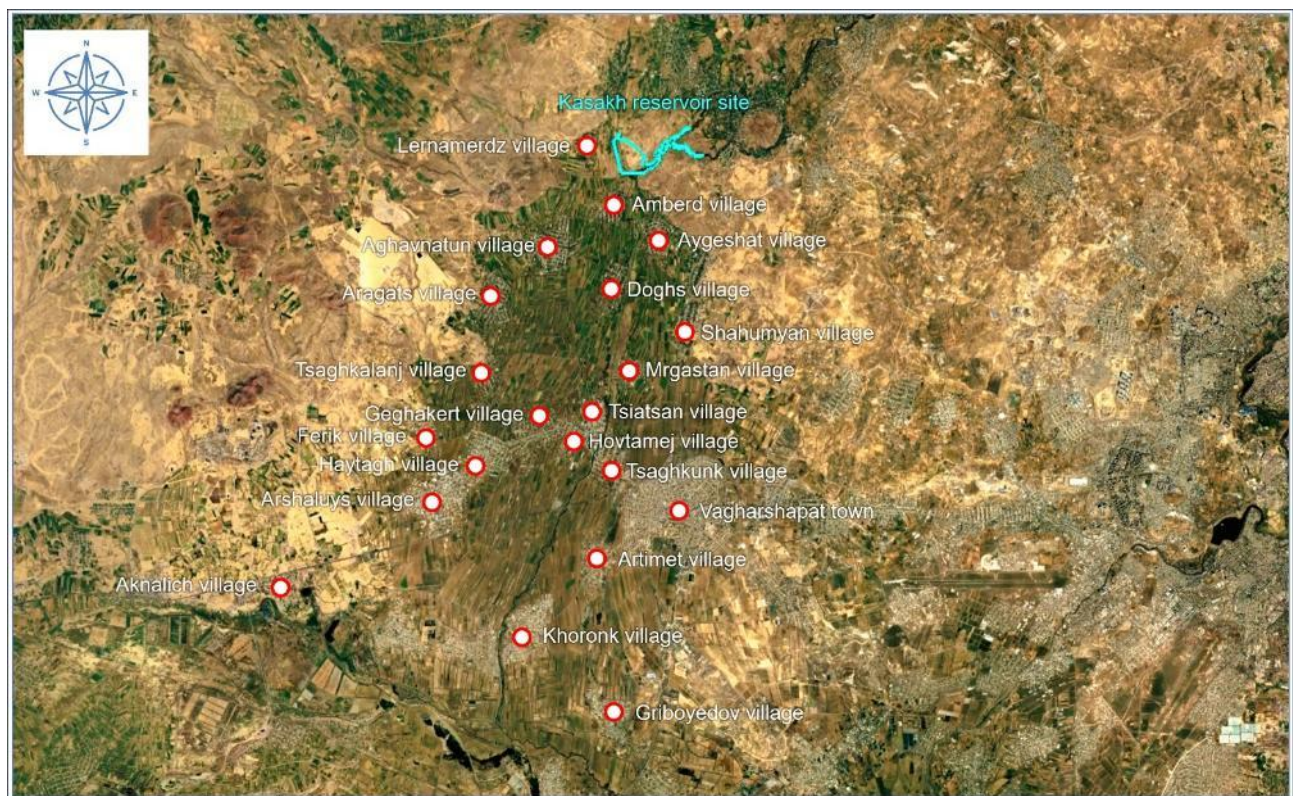 N
W
E
S
Kasakh reservoir site
Lernamerdz village
Amberd village
Aghavnatun village
Aygeshat village
Aragats village
Doghs village
Shahumyan village
Tsaghkalanj village
Mrgastan village
Geghakert village
Tsiatsan village
Ferik village
Hovtamej village
Haytagh village
Tsaghkunk village
Arshaluys village
Vagharshapat town
Artimet village
Aknalich village
Khoronk village
Griboyedov village